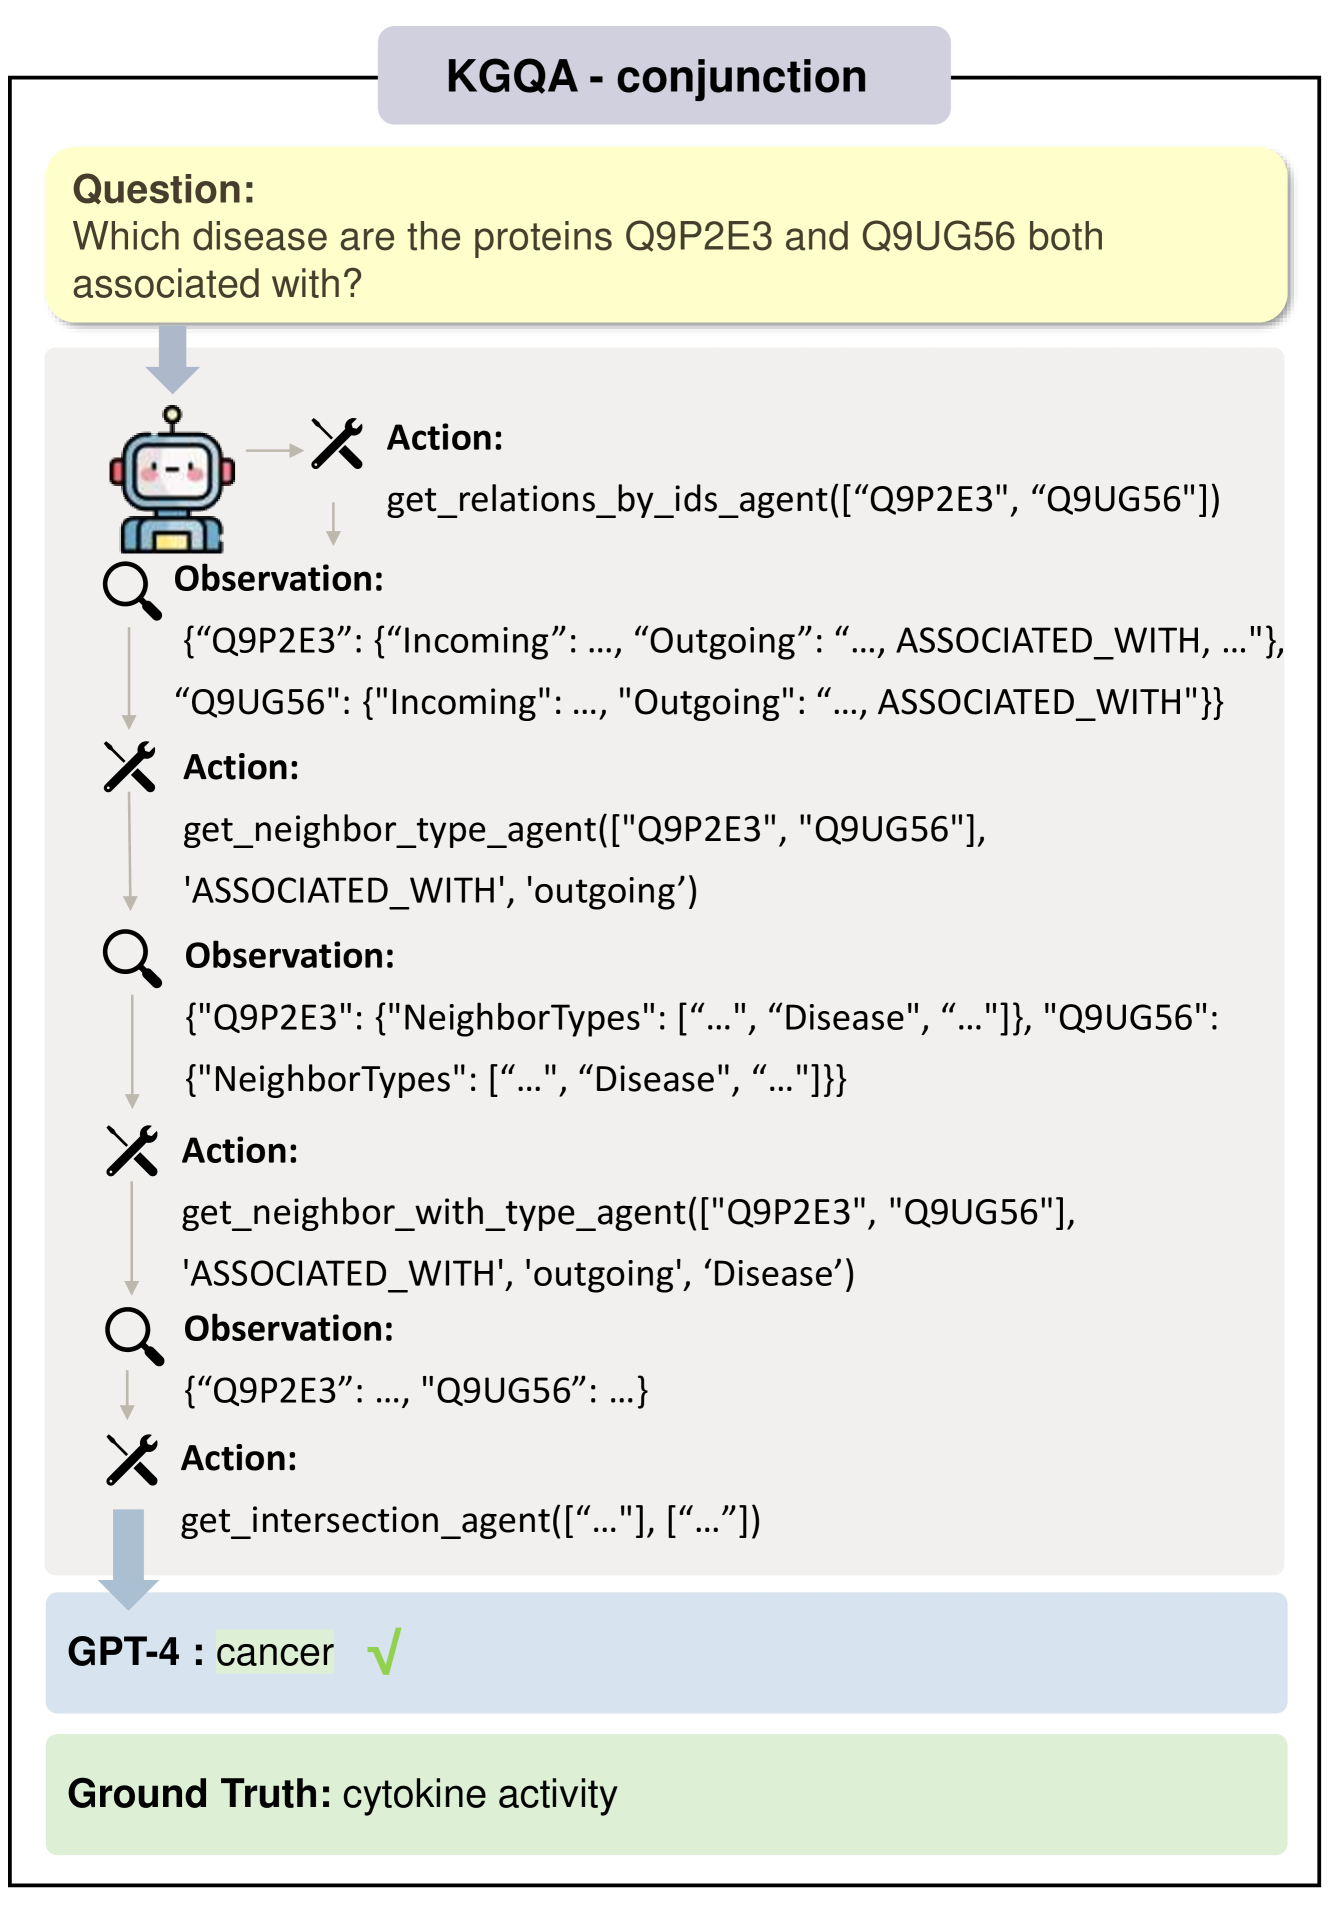 KGQA - conjunction
Question:
Which disease are the proteins Q9P2E3 and Q9UG56 both
associated with?
Action:
get_relations_by_ids_agent([“Q9P2E3", “Q9UG56"])
Observation:
{“Q9P2E3”: {“Incoming”: …, “Outgoing”: “…, ASSOCIATED_WITH, …"},
“Q9UG56": {"Incoming": …, "Outgoing": “…, ASSOCIATED_WITH"}}
Action:
get_neighbor_type_agent(["Q9P2E3", "Q9UG56"],
'ASSOCIATED_WITH', 'outgoing’)
Observation:
{"Q9P2E3": {"NeighborTypes": [“…", “Disease", “…"]}, "Q9UG56":
{"NeighborTypes": [“…", “Disease", “…"]}}
Action:
get_neighbor_with_type_agent(["Q9P2E3", "Q9UG56"],
'ASSOCIATED_WITH', 'outgoing', ‘Disease’)
Observation:
{“Q9P2E3”: …, "Q9UG56”: …}
Action:
get_intersection_agent([“…"], [“…”])
GPT-4 : cancer √
Ground Truth: cytokine activity